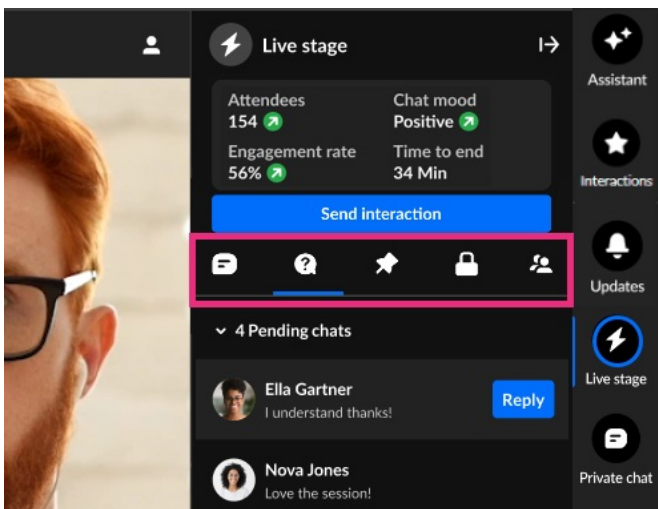 Live stage
Attendees
154
Chat mood
Positive
Engagement rate
56%
Time to end
34 Min
Send interaction
4 Pending chats
Ella Gartner
I understand thanks!
Reply
Nova Jones
Love the session!
Assistant
Interactions
Updates
Live stage
Private chat